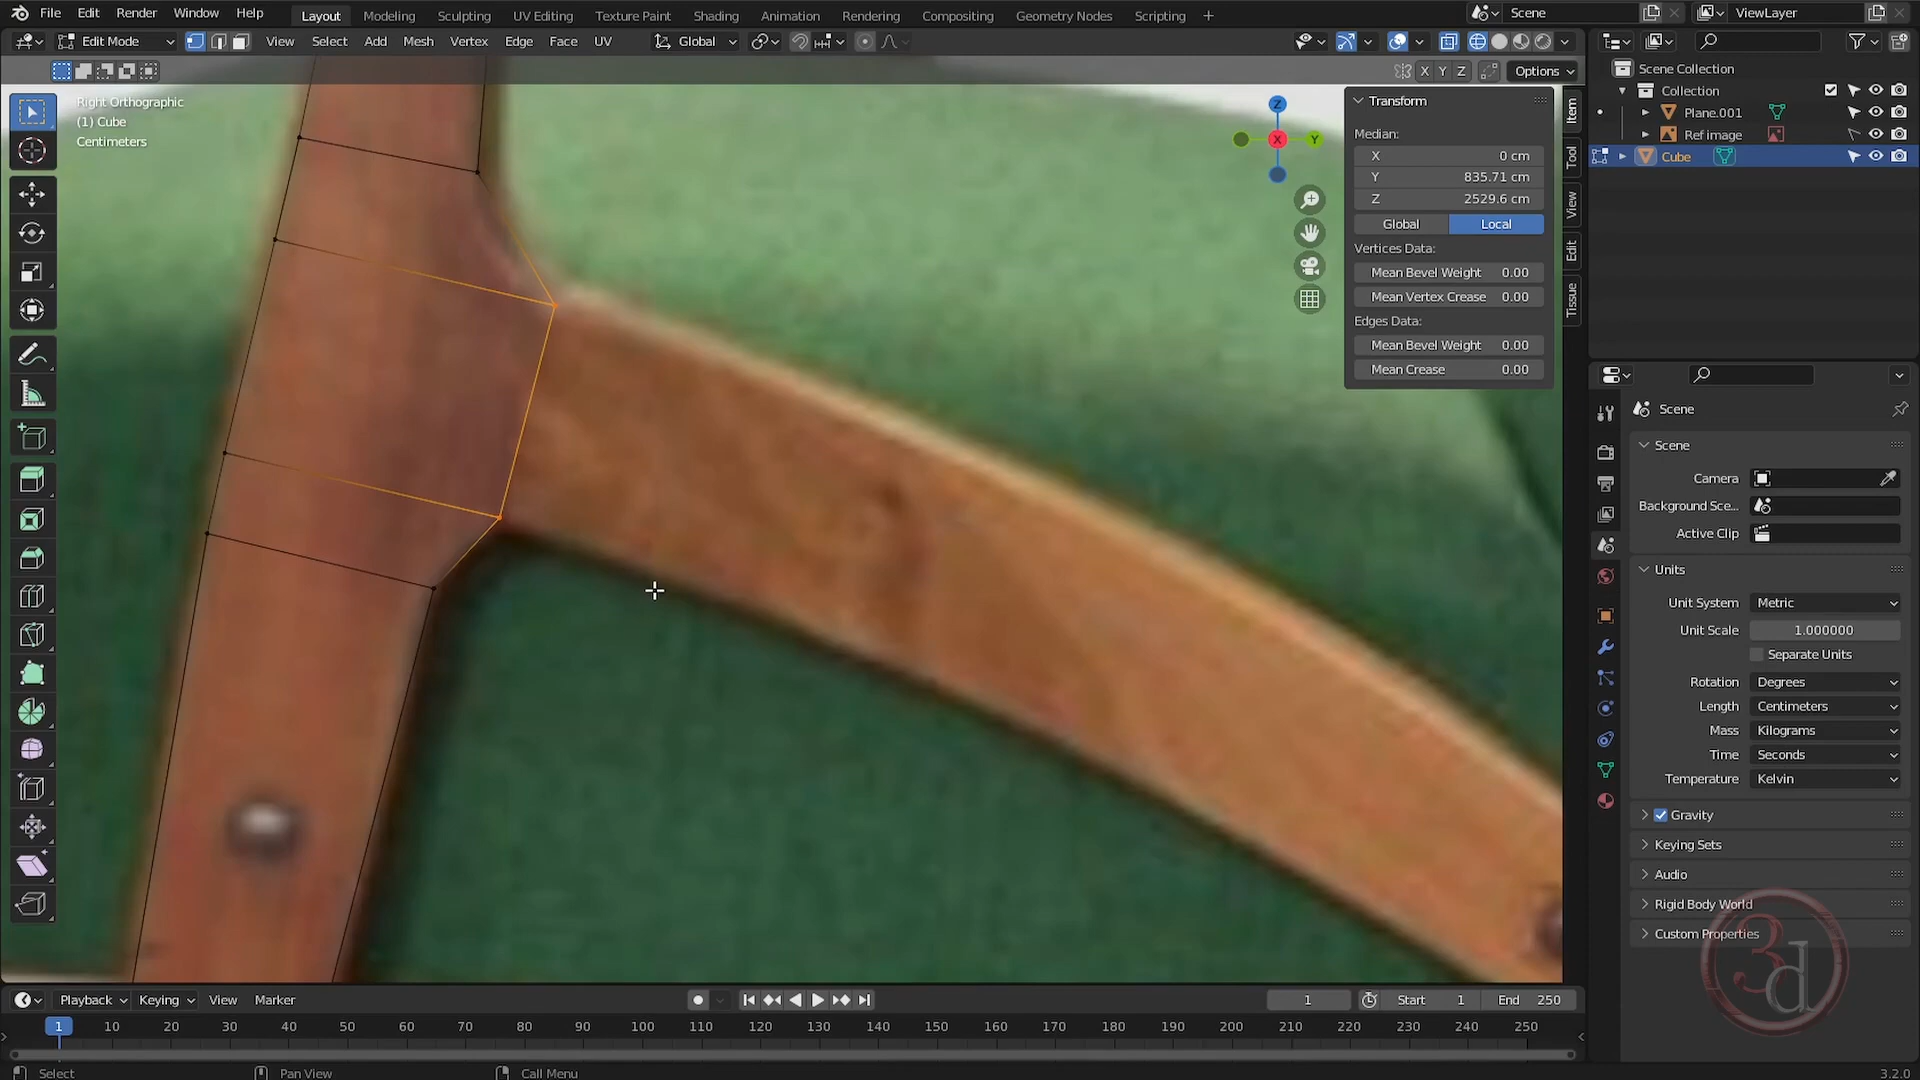 File Edit Render Window Help Layout Modeling Sculpting UV Editing Texture Paint Shading Animation Rendering Compositing Geometry Nodes Scripting + Scene ViewLayer
Edit Mode View Select Add Mesh Vertex Edge Face UV Global
X Y Z Options
Right Orthographic
(1) Cube
Centimeters
Z
X
Y
Transform
Median:
X 0 cm
Y 835.71 cm
Z 2529.6 cm
Global Local
Vertices Data:
Mean Bevel Weight 0.00
Mean Vertex Crease 0.00
Edges Data:
Mean Bevel Weight 0.00
Mean Crease 0.00
Item
Tool
View
Edit
Tissue
Scene Collection
Collection
Plane.001
Ref image
Cube
Scene
Scene
Camera
Background Sce...
Active Clip
Units
Unit System Metric
Unit Scale 1.000000
Separate Units
Rotation Degrees
Length Centimeters
Mass Kilograms
Time Seconds
Temperature Kelvin
Gravity
Keying Sets
Audio
Rigid Body World
Custom Properties
3d
Playback Keying View Marker 1 Start 1 End 250
1 10 20 30 40 50 60 70 80 90 100 110 120 130 140 150 160 170 180 190 200 210 220 230 240 250
Select Pan View Call Menu 3.2.0